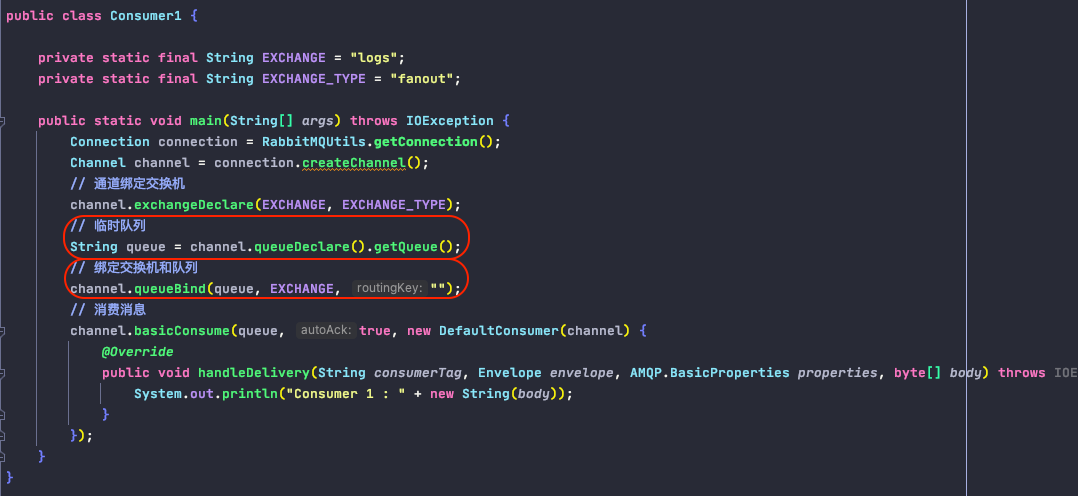 public class Consumer1 {
private static final String EXCHANGE = "logs";
private static final String EXCHANGE_TYPE = "fanout";
public static void main(String[] args) throws IOException {
Connection connection = RabbitMQUtils.getConnection();
Channel channel = connection.createChannel();
// 通道绑定交换机
channel.exchangeDeclare(EXCHANGE, EXCHANGE_TYPE);
// 临时队列
String queue = channel.queueDeclare().getQueue();
// 绑定交换机和队列
channel.queueBind(queue, EXCHANGE, routingKey: "");
// 消费消息
channel.basicConsume(queue, autoAck: true, new DefaultConsumer(channel) {
@Override
public void handleDelivery(String consumerTag, Envelope envelope, AMQP.BasicProperties properties, byte[] body) throws IOE
System.out.println("Consumer 1 : " + new String(body));
}
});
}
}